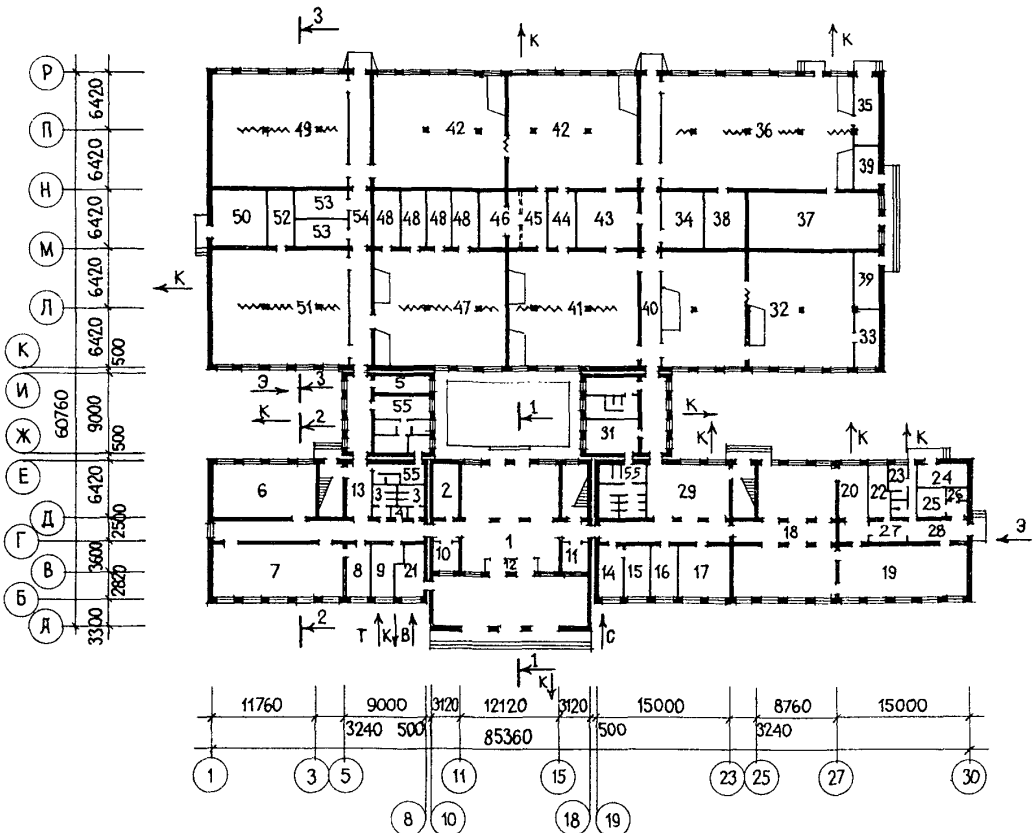 3
К
К
Р
П
Н
М
Л
К
И
Ж
Е
Д
Г
В
Б
Я
6420
6420
6420
6420
6420
500
9000
500
6420
2500
3600
2820
3300
60760
49 42 42 36 35
39
50 52 53 54 48 48 48 48 46 45 44 43 34 38 37
53
К
51 47 41 40 32 39
33
Э 3
К 2
5
55
1
31
К
К
К
К
6 13 55 2 55 29 20 23 24
3 3 22 25 26
4
1 18 27 28 Э
10 12 11
7 8 9 21 14 15 16 17 19
2 Т К В С
1
К
11760 9000 3120 12120 3120 15000 8760 15000
3240 500 85360 500 3240
1 3 5 11 15 23 25 27 30
8 10 18 19